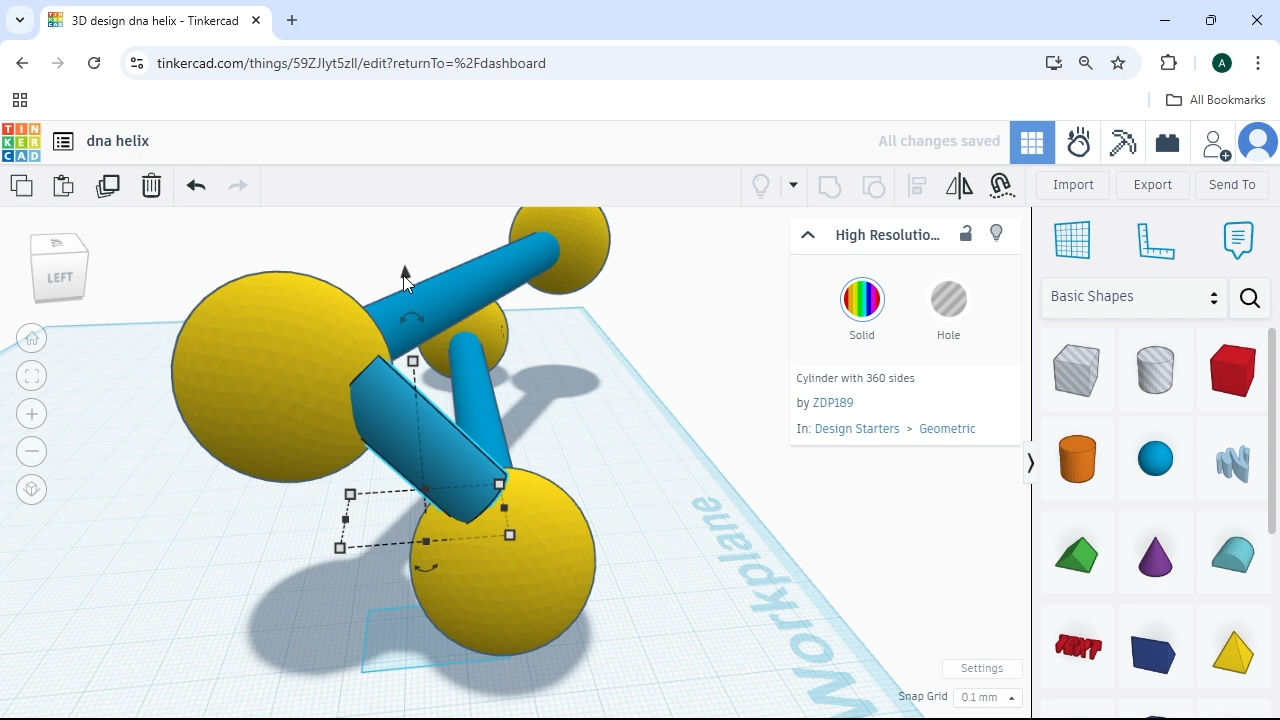 3D design dna helix - Tinkercad
tinkercad.com/things/59ZJIyt5zll/edit?returnTo=%2Fdashboard
A
All Bookmarks
TIN
KER
CAD
dna helix
All changes saved
Import
Export
Send To
LEFT
High Resolutio...
Solid
Hole
Cylinder with 360 sides
by ZDP189
In: Design Starters > Geometric
Basic Shapes
TEXT
Workplane
Settings
Snap Grid
0.1 mm